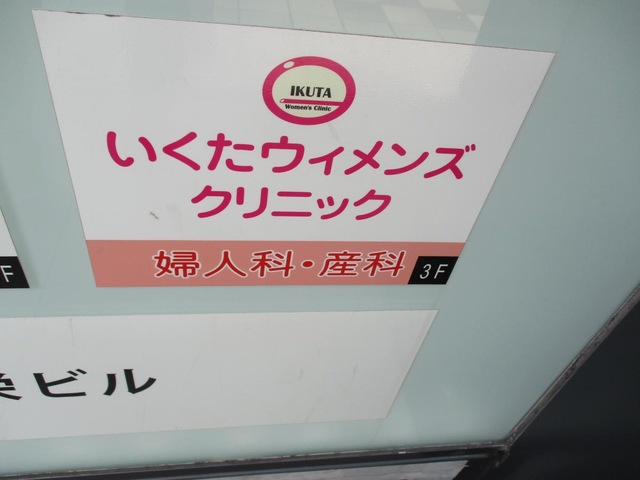 IKUTA
Women's Clinic
いくたウィメンズ
クリニック
婦人科・産科 3F
F
ビル